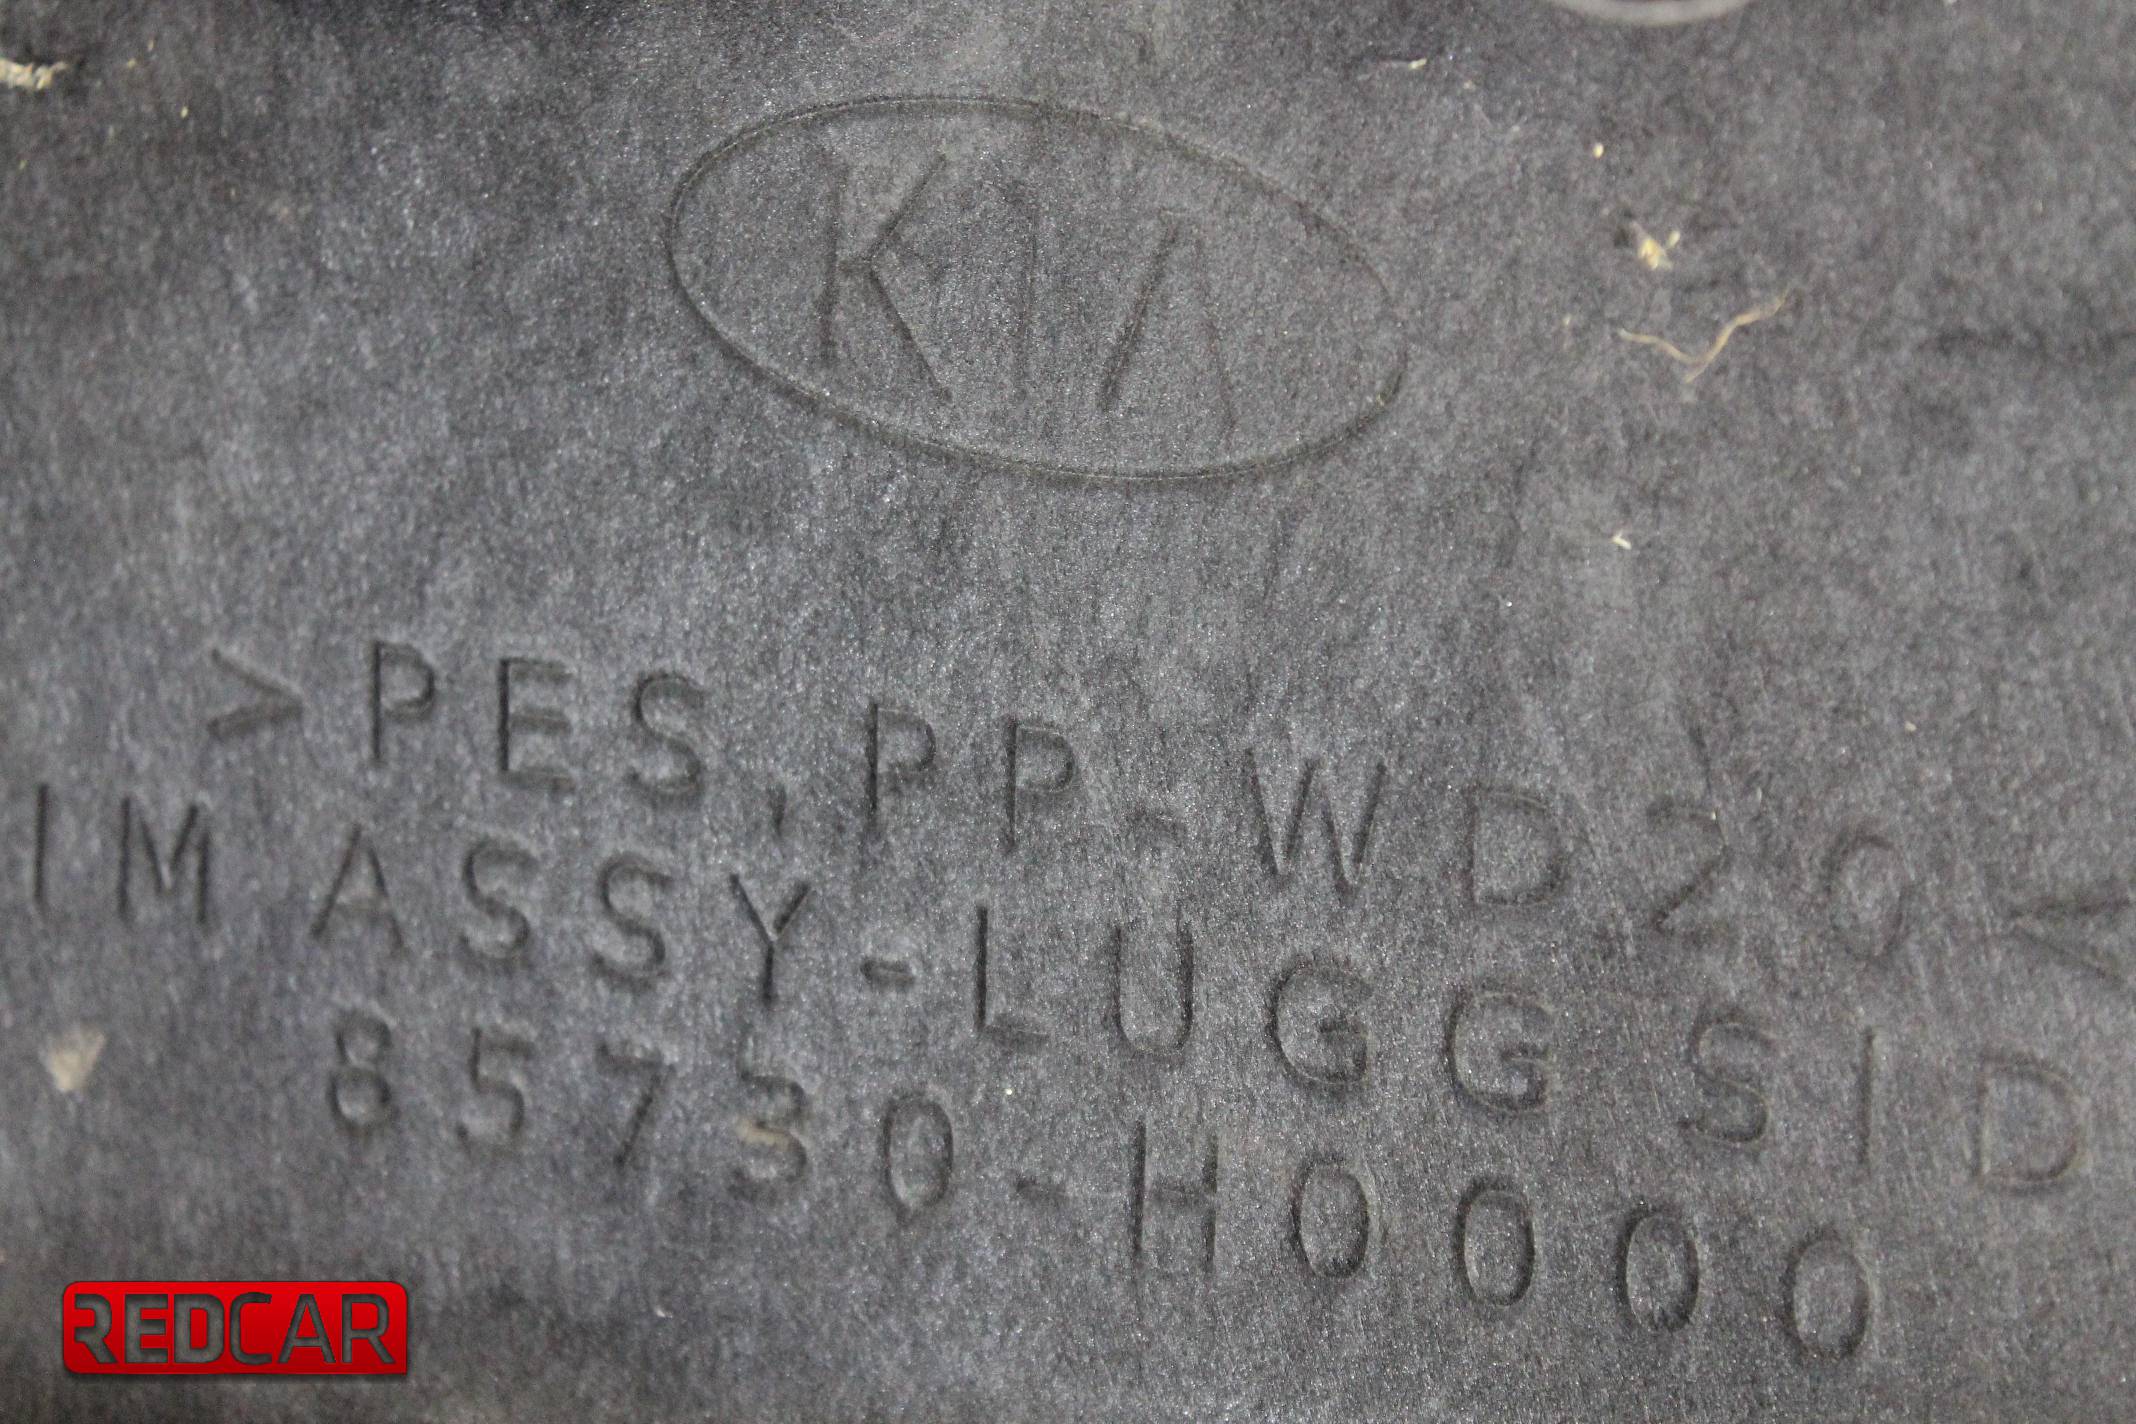 KIA
>PES,PP-WD20<
IM ASSY-LUGG SID
85730-H0000
REDCAR